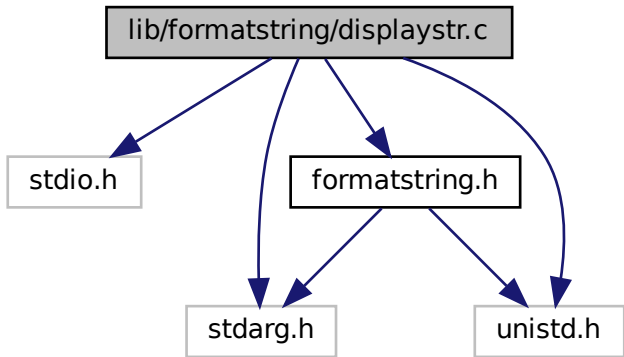 lib/formatstring/displaystr.c
stdio.h
formatstring.h
stdarg.h
unistd.h